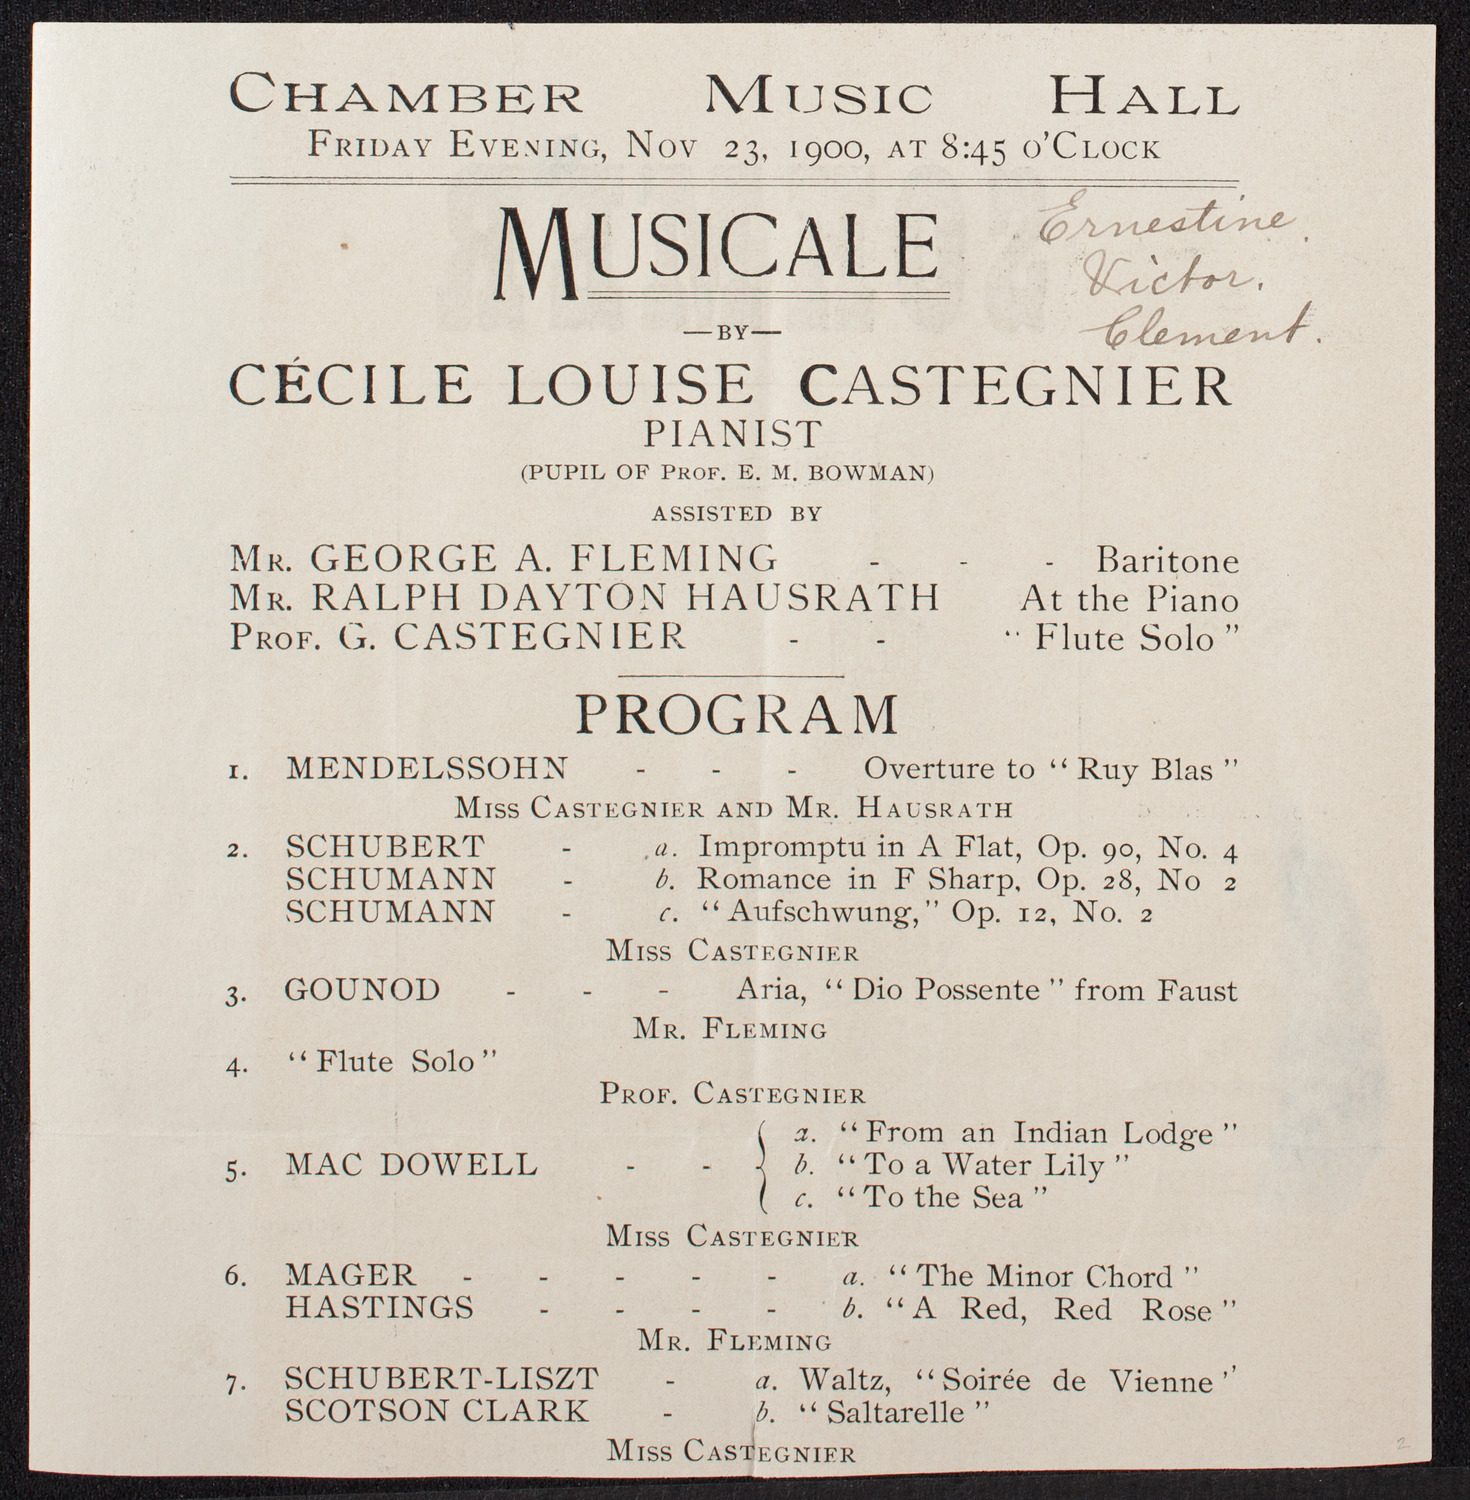 CHAMBER MUSIC HALL
FRIDAY EVENING, NOV 23, 1900, AT 8:45 O'CLOCK
MUSICALE
Ernestine.
Victor.
Clement.
—BY—
CÉCILE LOUISE CASTEGNIER
PIANIST
(PUPIL OF PROF. E. M. BOWMAN)
ASSISTED BY
MR. GEORGE A. FLEMING - - - Baritone
MR. RALPH DAYTON HAUSRATH At the Piano
PROF. G. CASTEGNIER - - “Flute Solo”
PROGRAM
1. MENDELSSOHN - - - Overture to “Ruy Blas”
MISS CASTEGNIER AND MR. HAUSRATH
2. SCHUBERT - a. Impromptu in A Flat, Op. 90, No. 4
SCHUMANN - b. Romance in F Sharp, Op. 28, No 2
SCHUMANN - c. “Aufschwung,” Op. 12, No. 2
MISS CASTEGNIER
3. GOUNOD - - - Aria, “Dio Possente” from Faust
MR. FLEMING
4. “Flute Solo”
PROF. CASTEGNIER
a. “From an Indian Lodge”
5. MAC DOWELL - - b. “To a Water Lily”
c. “To the Sea”
MISS CASTEGNIER
6. MAGER - - - - - a. “The Minor Chord”
HASTINGS - - - - b. “A Red, Red Rose”
MR. FLEMING
7. SCHUBERT-LISZT - a. Waltz, “Soirée de Vienne”
SCOTSON CLARK - b. “Saltarelle”
MISS CASTEGNIER
2